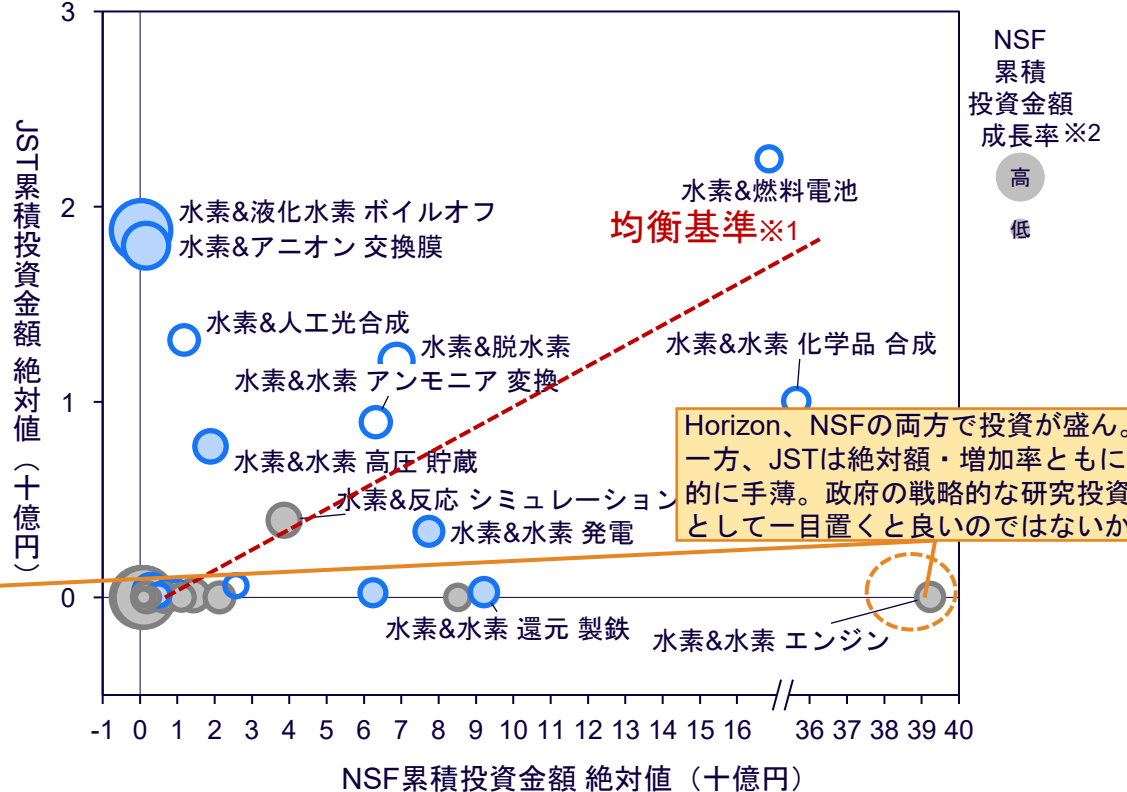 3
2
1
0
JST累積投資金額 絶対値（十億円）
NSF
累積
投資金額
成長率※2
高
低
水素&燃料電池
水素&液化水素 ボイルオフ
均衡基準※1
水素&アニオン 交換膜
水素&人工光合成
水素&脱水素
水素&水素 化学品 合成
水素&水素 アンモニア 変換
Horizon、NSFの両方で投資が盛ん。
一方、JSTは絶対額・増加率ともに
的に手薄。政府の戦略的な研究投資
として一目置くと良いのではないか
水素&水素 高圧 貯蔵
水素&反応 シミュレーション
水素&水素 発電
水素&水素 還元 製鉄
水素&水素 エンジン
-1 0 1 2 3 4 5 6 7 8 9 10 11 12 13 14 15 16 36 37 38 39 40
NSF累積投資金額 絶対値（十億円）